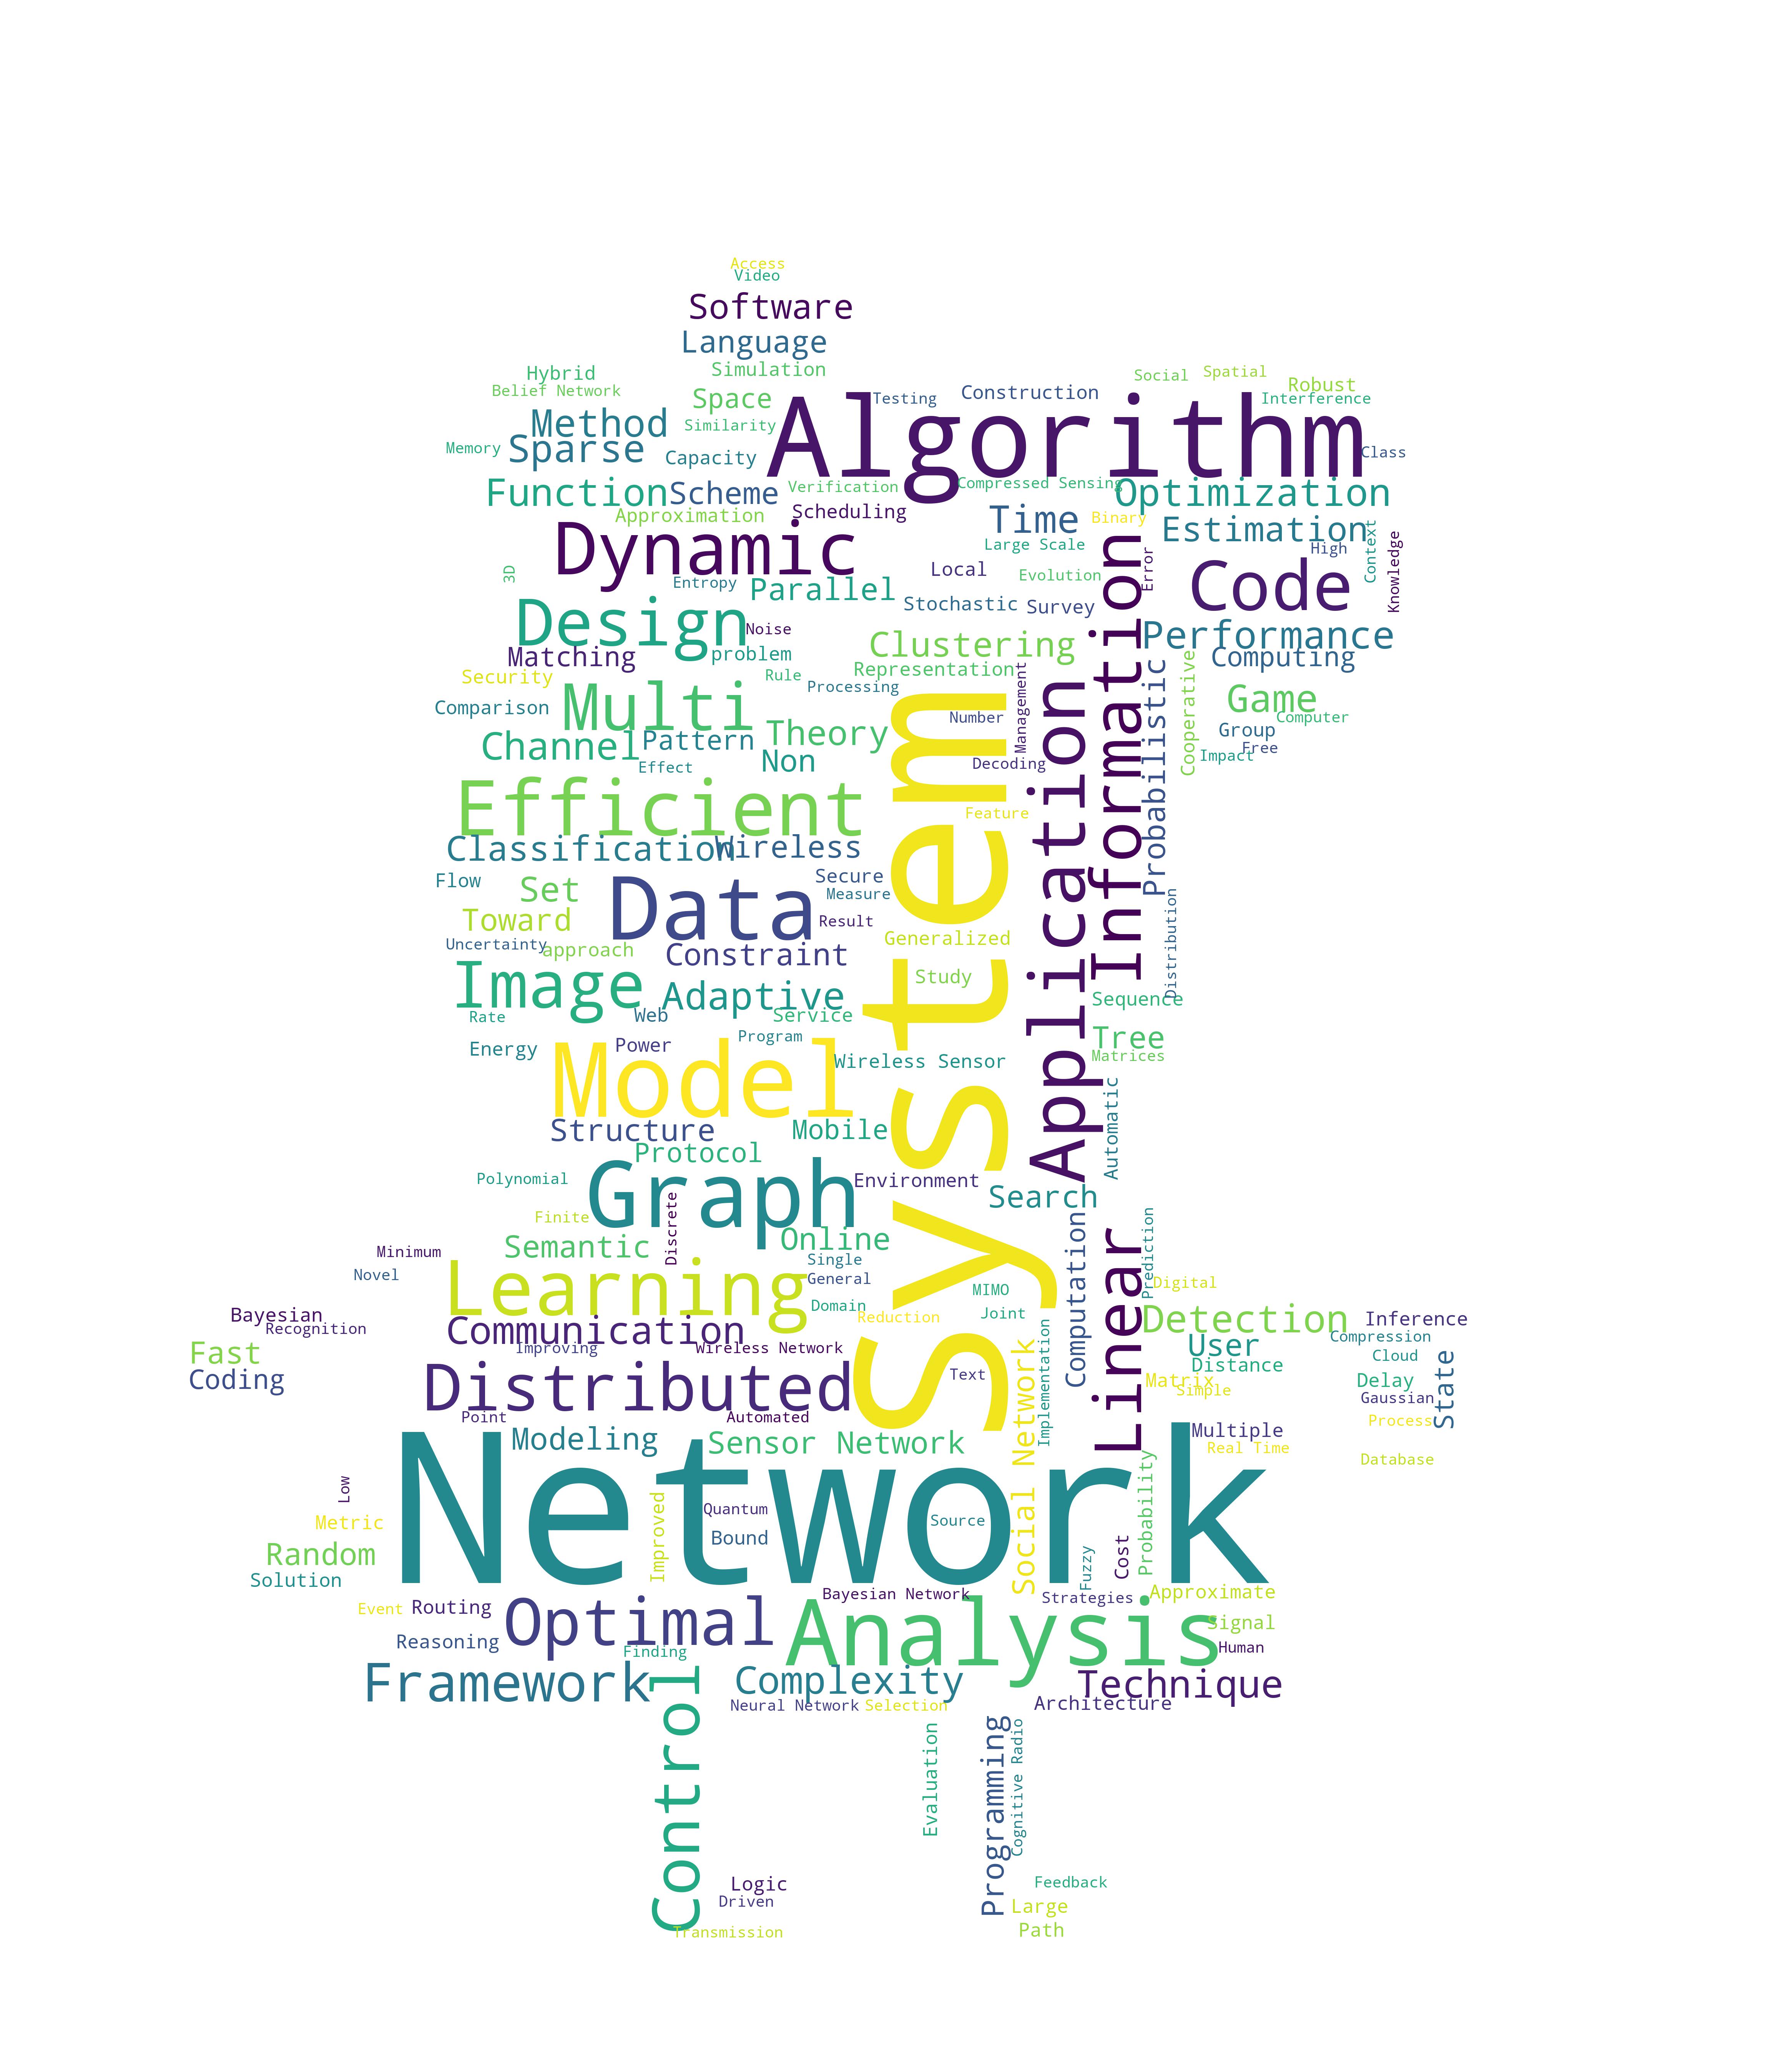 Access
Video
Software
Language
Simulation
Hybrid
Belief Network
Space
Testing
Construction
Social
Spatial
Robust
Interference
Algorithm
Method
Similarity
Sparse
Memory
Capacity
Class
Function
Scheme
Verification
Compressed Sensing
Optimization
Approximation
Scheduling
Time
Binary
Estimation
Dynamic
Large Scale
High
Context
Knowledge
Error
3D
Entropy
Parallel
Local
Evolution
Code
Stochastic
Survey
Design
Noise
Clustering
Information
Performance
Matching
problem
Computing
Security
Rule
Representation
Processing
Management
Probabilistic
Cooperative
Multi
Game
Comparison
Number
Computer
Channel
Pattern
Theory
Group
Free
Impact
Effect
Non
Decoding
Efficient
Feature
System
Application
Classification
Wireless
Flow
Set
Data
Secure
Measure
Toward
Result
Distribution
Uncertainty
approach
Constraint
Generalized
Image
Study
Adaptive
Sequence
Rate
Web
Service
Energy
Power
Program
Tree
Matrices
Model
Wireless Sensor
Automatic
Structure
Mobile
Protocol
Polynomial
Graph
Environment
Search
Finite
Discrete
Semantic
Online
Computation
Linear
Prediction
Minimum
Single
Novel
General
Learning
MIMO
Digital
Domain
Joint
Reduction
Detection
Bayesian
Recognition
Inference
Compression
Communication
Improving
Wireless Network
User
Fast
Distance
Cloud
Coding
Distributed
Text
Social Network
Implementation
Matrix
Simple
Delay
Gaussian
State
Point
Automated
Process
Modeling
Sensor Network
Multiple
Real Time
Database
Network
Low
Metric
Improved
Quantum
Bound
Source
Probability
Cost
Fuzzy
Random
Solution
Bayesian Network
Strategies
Approximate
Event
Routing
Optimal
Analysis
Signal
Reasoning
Finding
Human
Framework
Control
Complexity
Technique
Neural Network
Selection
Architecture
Evaluation
Programming
Cognitive Radio
Logic
Driven
Feedback
Large
Transmission
Path